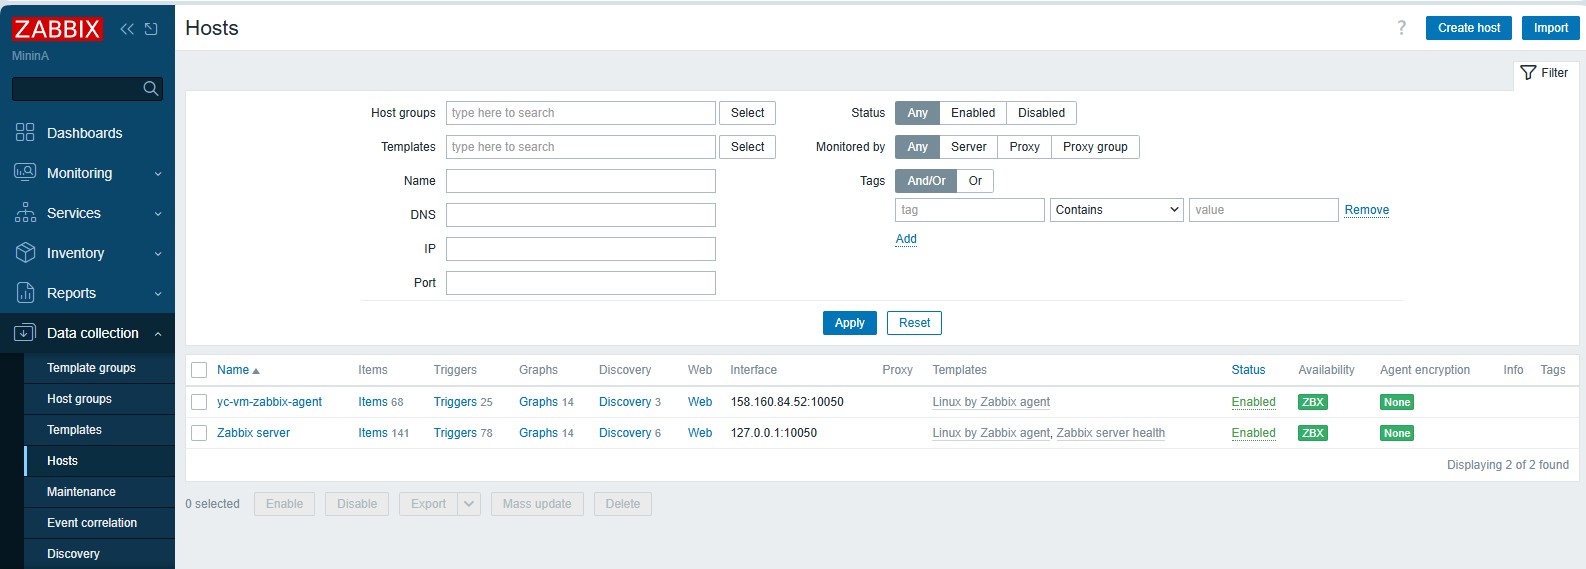 ZABBIX
MininA
Dashboards
Monitoring
Services
Inventory
Reports
Data collection
Template groups
Host groups
Templates
Hosts
Maintenance
Event correlation
Discovery
Hosts
? Create host Import
Filter
Host groups type here to search Select
Templates type here to search Select
Name
DNS
IP
Port
Status Any Enabled Disabled
Monitored by Any Server Proxy Proxy group
Tags And/Or Or
tag Contains value Remove
Add
Apply Reset
Name Items Triggers Graphs Discovery Web Interface Proxy Templates Status Availability Agent encryption Info Tags
yc-vm-zabbix-agent Items 68 Triggers 25 Graphs 14 Discovery 3 Web 158.160.84.52:10050 Linux by Zabbix agent Enabled ZBX None
Zabbix server Items 141 Triggers 78 Graphs 14 Discovery 6 Web 127.0.0.1:10050 Linux by Zabbix agent, Zabbix server health Enabled ZBX None
Displaying 2 of 2 found
0 selected Enable Disable Export Mass update Delete